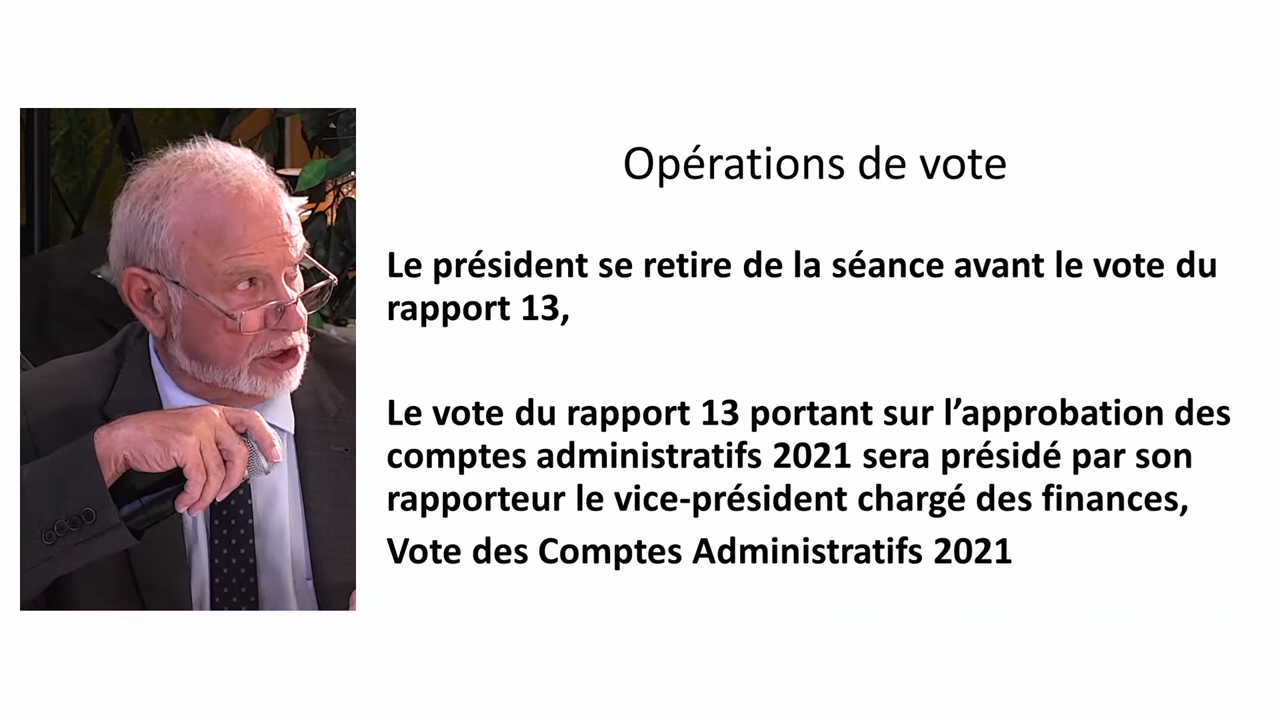 Opérations de vote
Le président se retire de la séance avant le vote du
rapport 13,
Le vote du rapport 13 portant sur l’approbation des
comptes administratifs 2021 sera présidé par son
rapporteur le vice-président chargé des finances,
Vote des Comptes Administratifs 2021